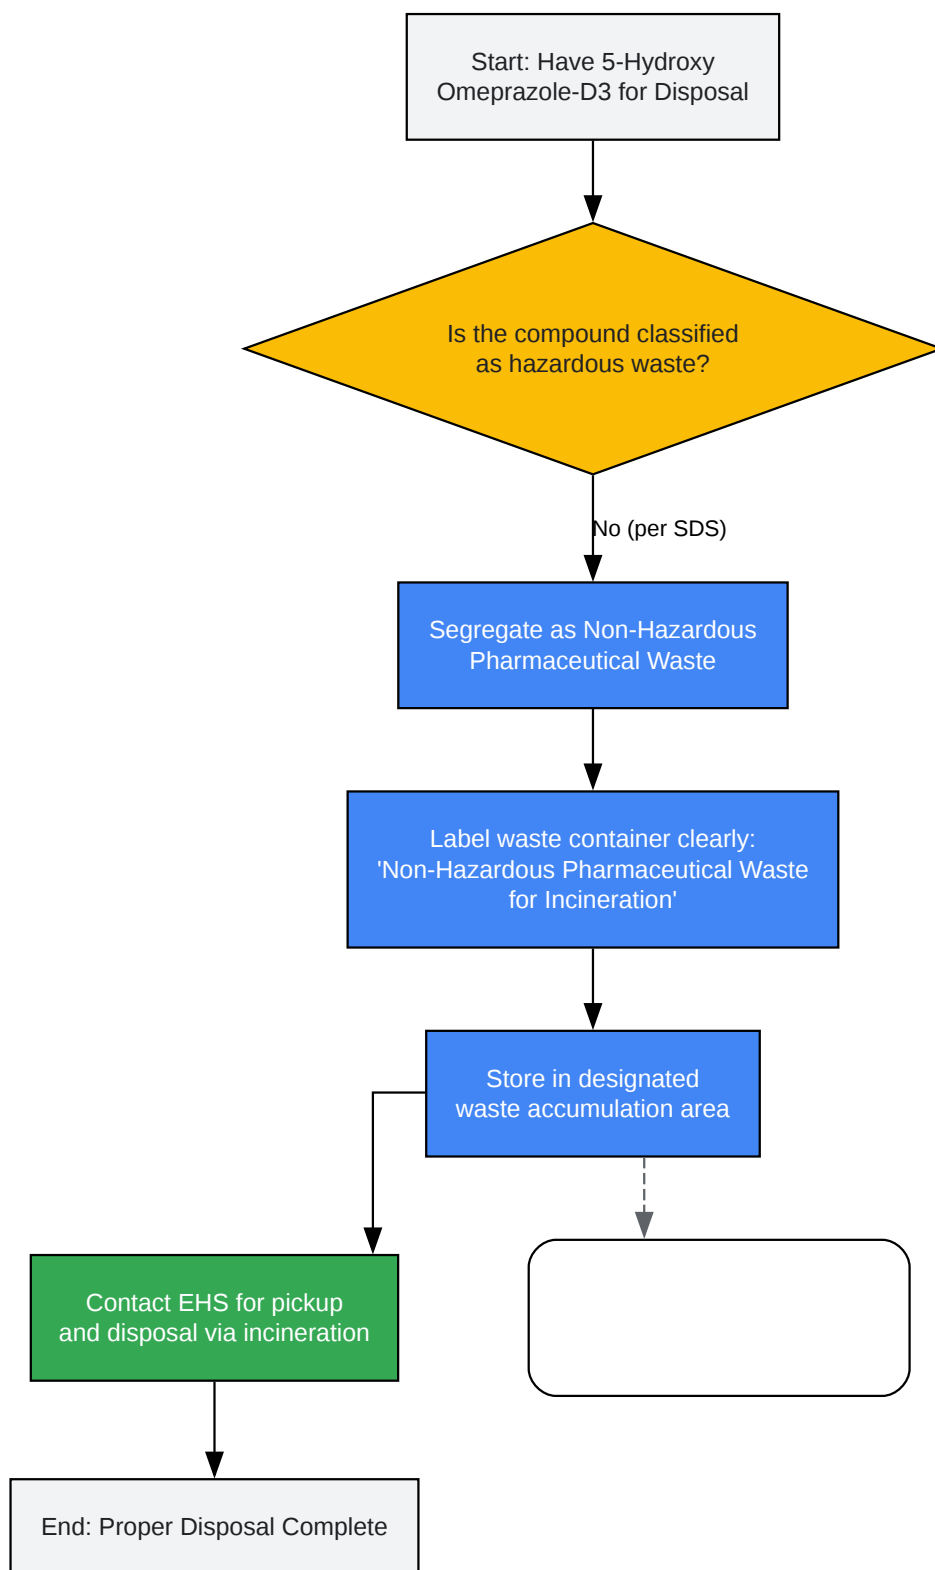 Start: Have 5-Hydroxy
Omeprazole-D3 for Disposal
Is the compound classified
as hazardous waste?
No (per SDS)
Segregate as Non-Hazardous
Pharmaceutical Waste
Label waste container clearly:
'Non-Hazardous Pharmaceutical Waste
for Incineration'
Store in designated
waste accumulation area
Contact EHS for pickup
and disposal via incineration
End: Proper Disposal Complete